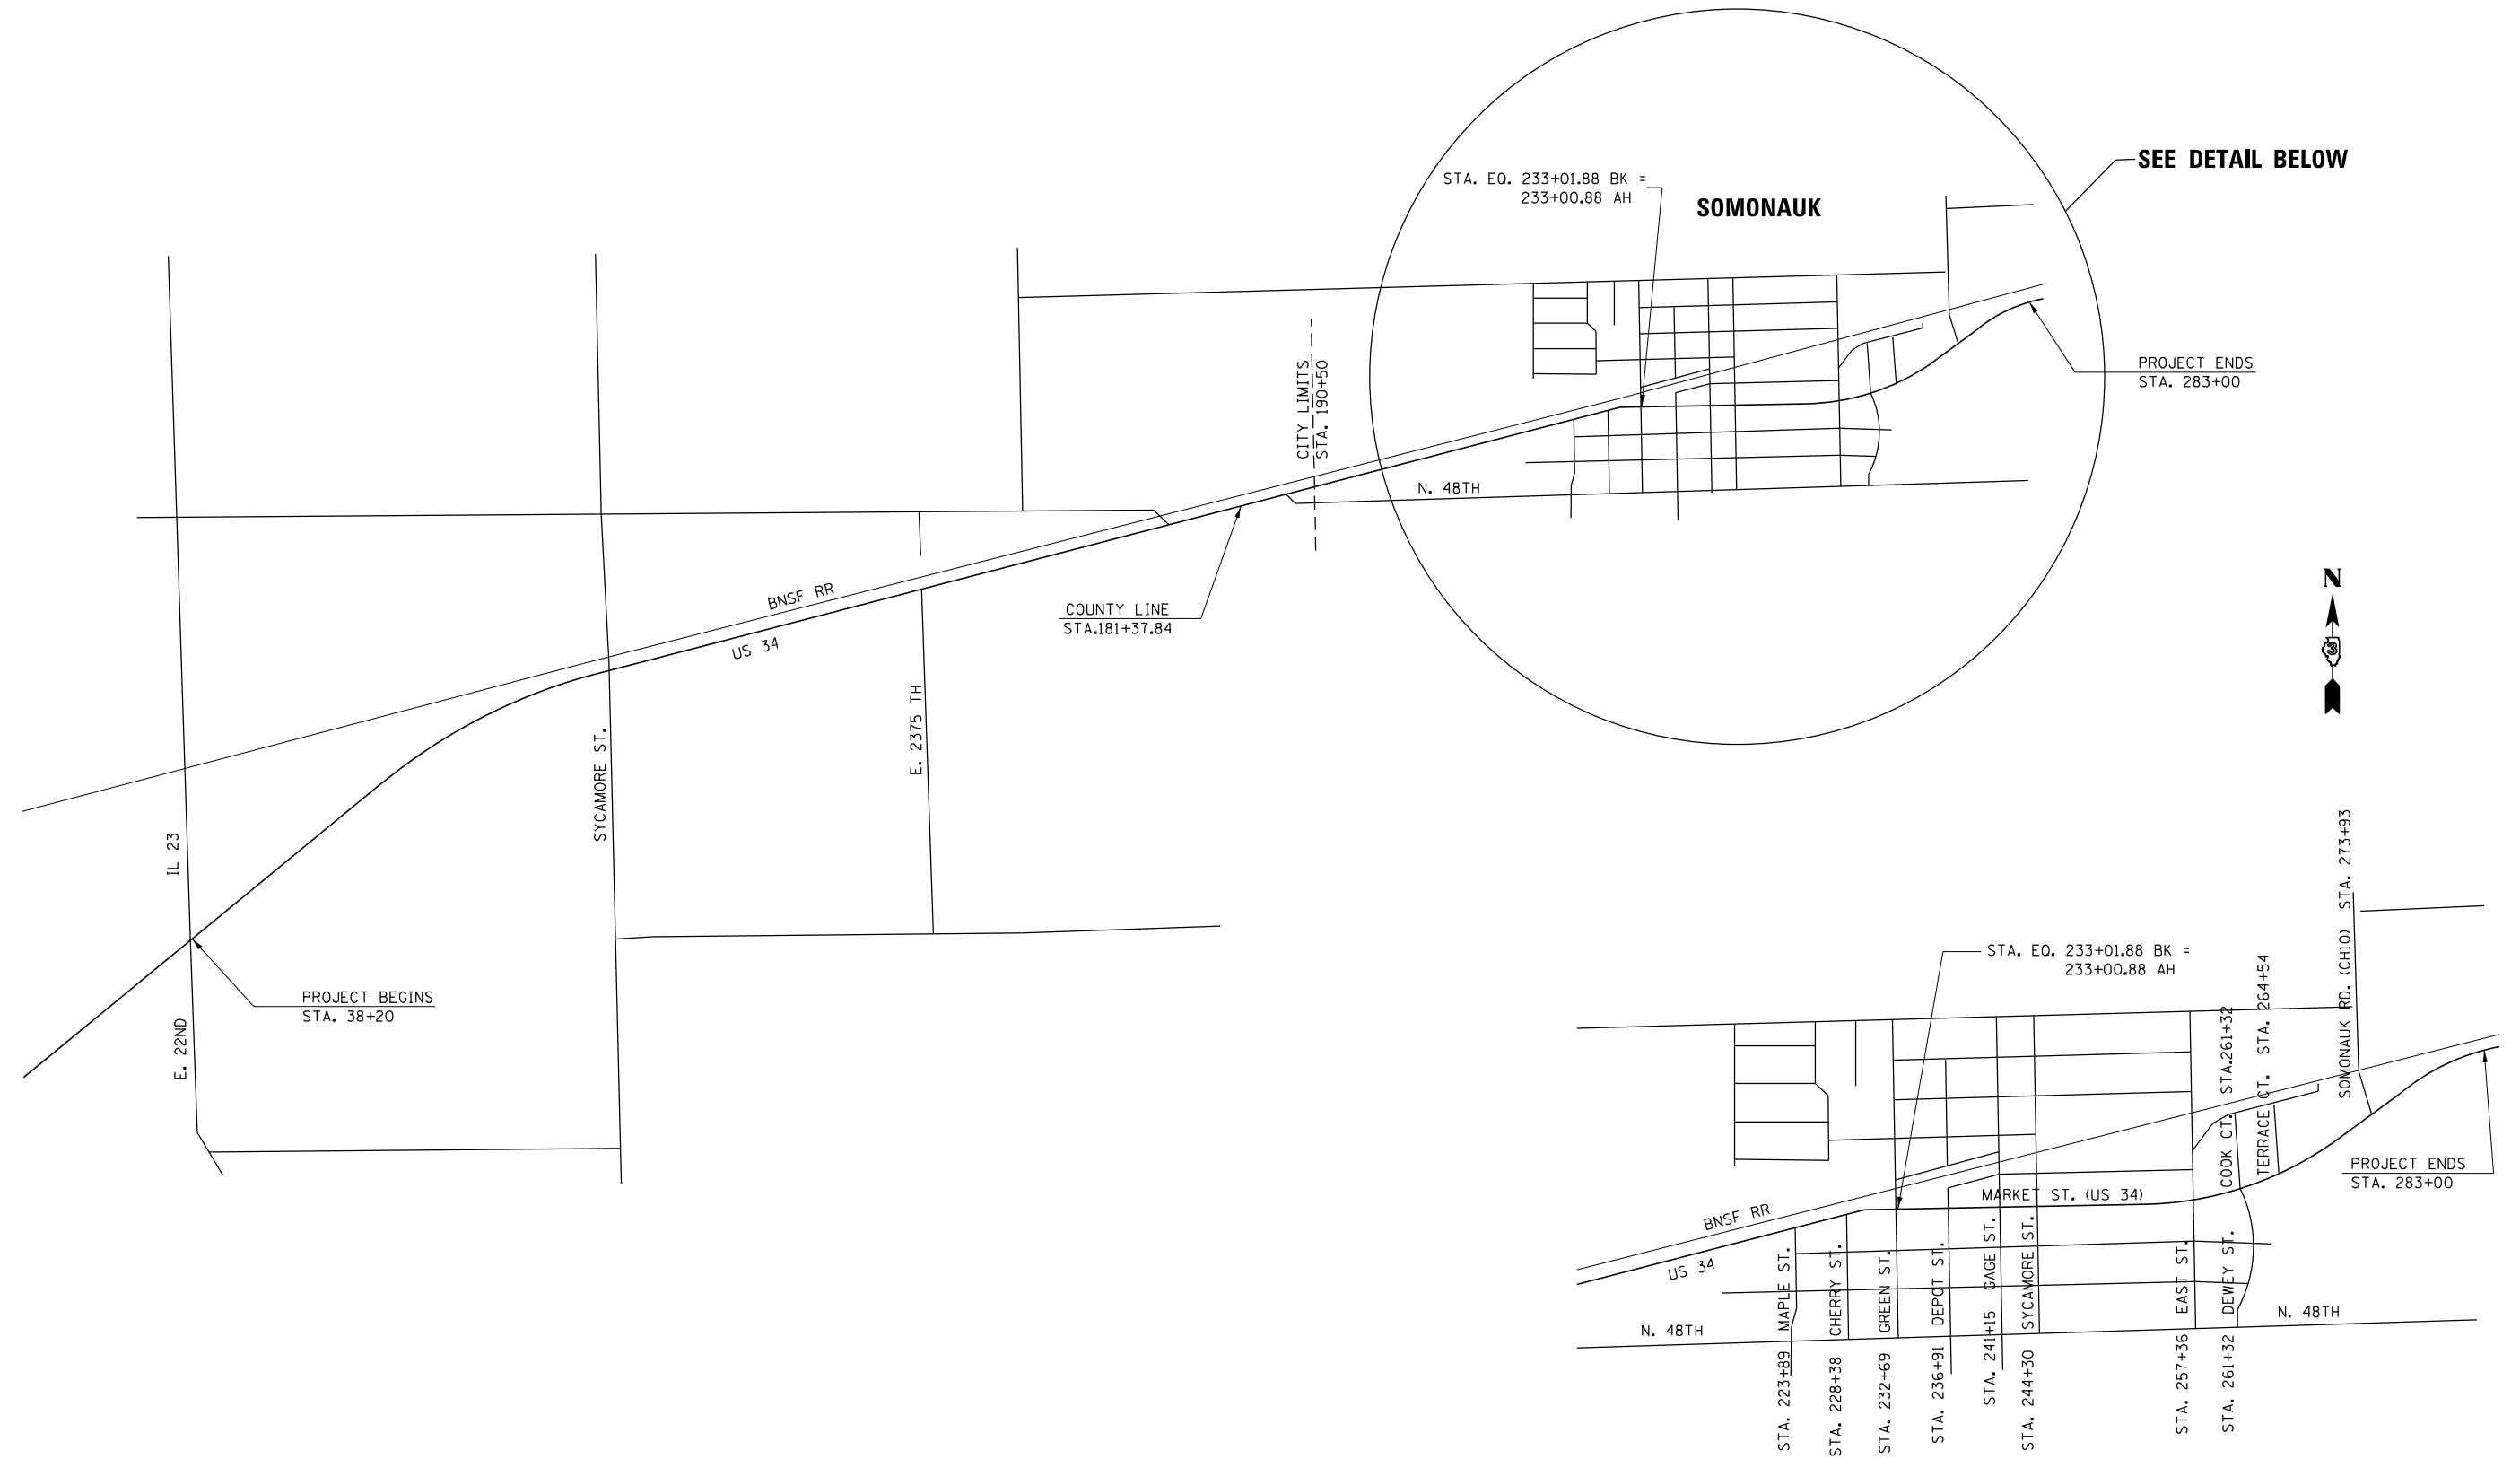 SEE DETAIL BELOW
STA. EQ. 233+01.88 BK =
233+00.88 AH
SOMONAUK
PROJECT ENDS
STA. 283+00
CITY LIMITS
STA. 190+50
N. 48TH
BNSF RR
US 34
COUNTY LINE
STA.181+37.84
N
3
E. 2375 TH
SYCAMORE ST.
IL 23
PROJECT BEGINS
STA. 38+20
E. 22ND
STA. EQ. 233+01.88 BK =
233+00.88 AH
COOK CT. STA.261+32
TERRACE CT. STA. 264+54
SOMONAUK RD. (CH10) STA. 273+93
PROJECT ENDS
STA. 283+00
MARKET ST. (US 34)
BNSF RR
US 34
N. 48TH
N. 48TH
STA. 223+89 MAPLE ST.
STA. 228+38 CHERRY ST.
STA. 232+69 GREEN ST.
STA. 236+91 DEPOT ST.
STA. 241+15 GAGE ST.
STA. 244+30 SYCAMORE ST.
STA. 257+36 EAST ST.
STA. 261+32 DEWEY ST.